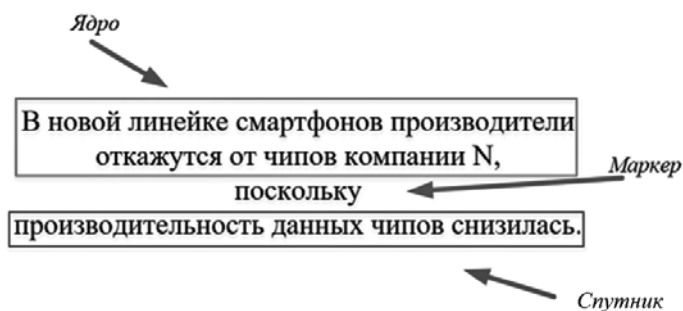 Ядро
В новой линейке смартфонов производители
откажутся от чипов компании N,
Маркер
поскольку
производительность данных чипов снизилась.
Спутник